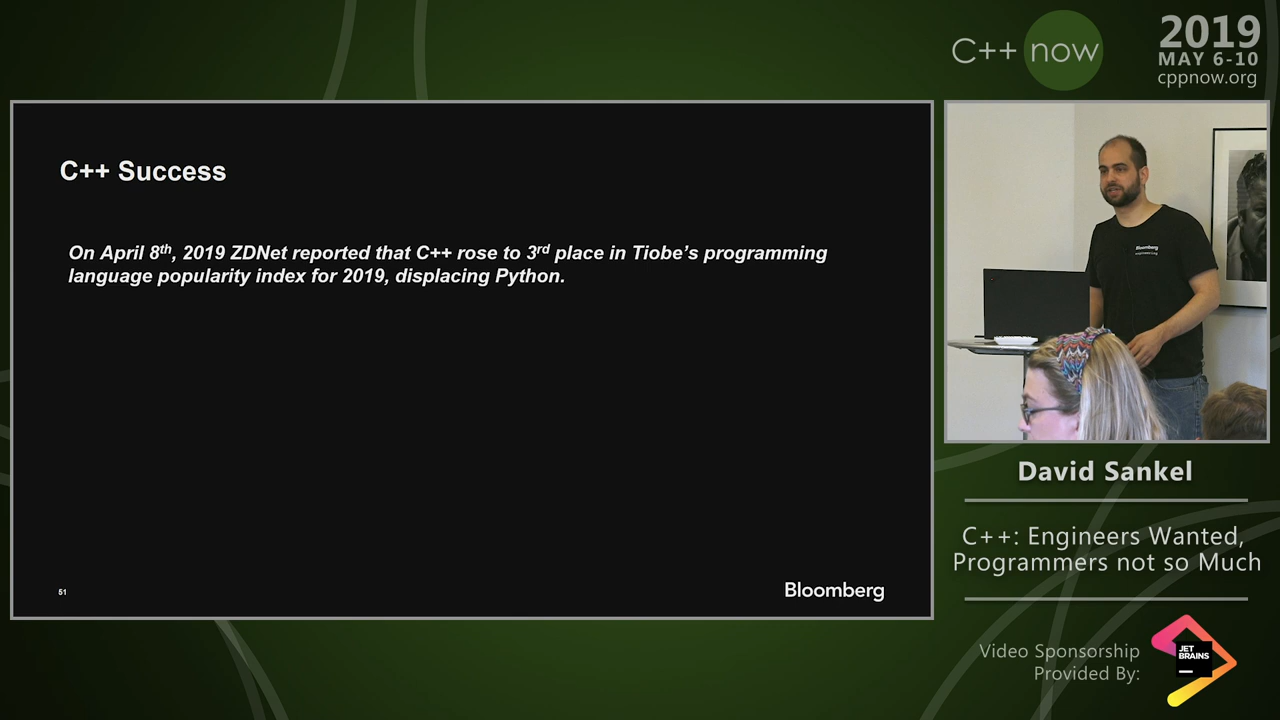 C++ now
2019
MAY 6-10
cppnow.org
C++ Success
On April 8th, 2019 ZDNet reported that C++ rose to 3rd place in Tiobe's programming
language popularity index for 2019, displacing Python.
51
Bloomberg
Bloomberg
David Sankel
C++: Engineers Wanted,
Programmers not so Much
Video Sponsorship
Provided By:
JET
BRAINS